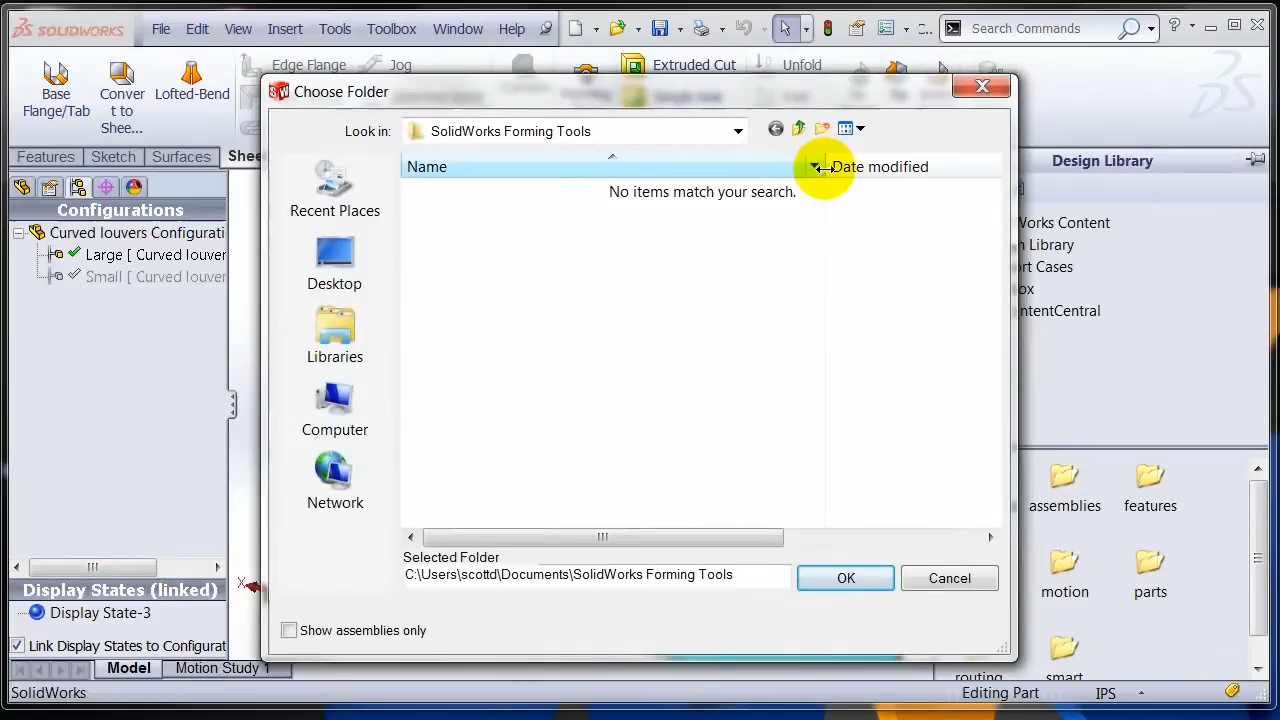 SOLIDWORKS File Edit View Insert Tools Toolbox Window Help Search Commands
Base Flange/Tab
Convert to Shee...
Lofted-Bend
Edge Flange
Jog
Extruded Cut
Unfold
Features Sketch Surfaces Shee
Configurations
Curved louvers Configurati
Large [ Curved louver
Small [ Curved louver
Display States (linked)
Display State-3
Link Display States to Configurat
Model Motion Study 1
SolidWorks
Editing Part IPS
Choose Folder
Look in: SolidWorks Forming Tools
Name Date modified
No items match your search.
Recent Places
Desktop
Libraries
Computer
Network
Selected Folder
C:\Users\scottd\Documents\SolidWorks Forming Tools
OK Cancel
Show assemblies only
Design Library
Works Content
n Library
rt Cases
ox
ntentCentral
assemblies features
motion parts
routing smart